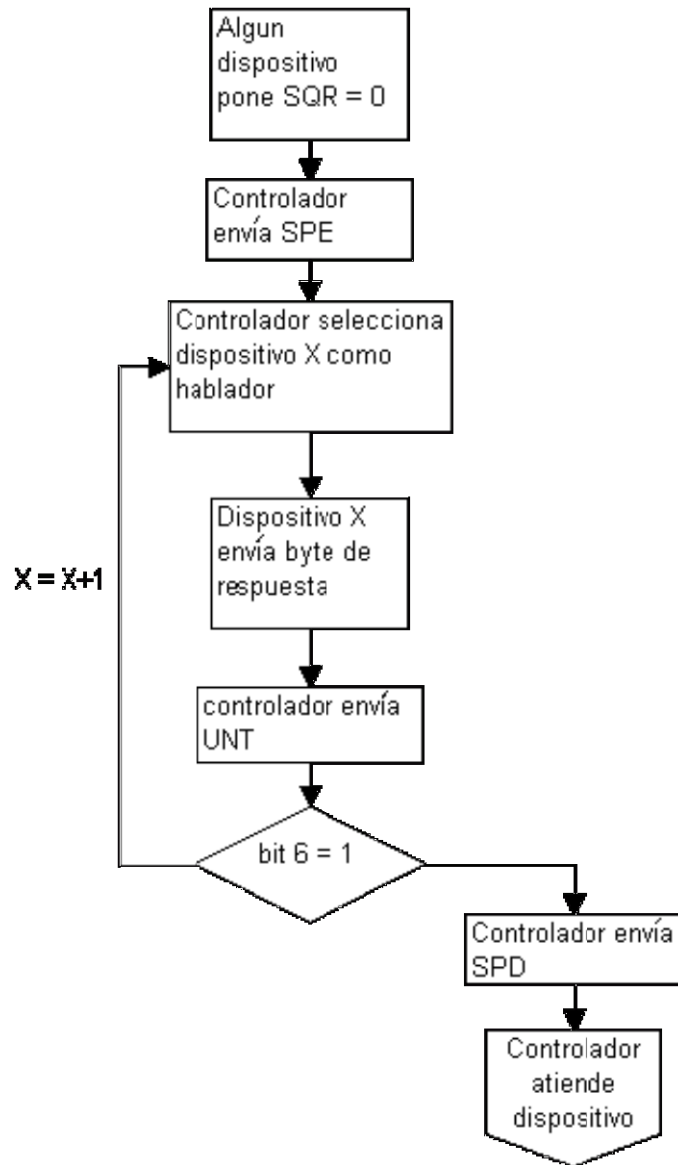 Algun
dispositivo
pone SQR = 0
Controlador
envía SPE
Controlador selecciona
dispositivo X como
hablador
Dispositivo X
envía byte de
respuesta
X = X+1
controlador envía
UNT
bit 6 = 1
Controlador envía
SPD
Controlador
atiende
dispositivo